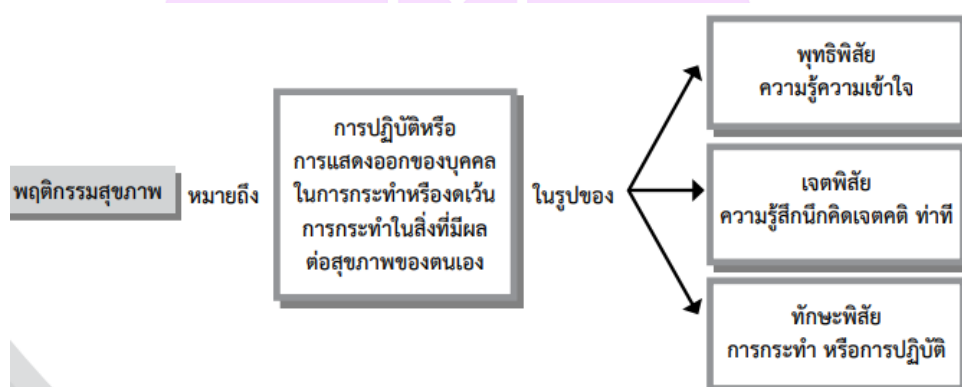 พฤติกรรมสุขภาพ
หมายถึง
การปฏิบัติหรือ
การแสดงออกของบุคคล
ในการกระทำหรืองดเว้น
การกระทำในสิ่งที่มีผล
ต่อสุขภาพของตนเอง
ในรูปของ
พุทธิพิสัย
ความรู้ความเข้าใจ
เจตพิสัย
ความรู้สึกนึกคิดเจตคติ ท่าที
ทักษะพิสัย
การกระทำ หรือการปฏิบัติ